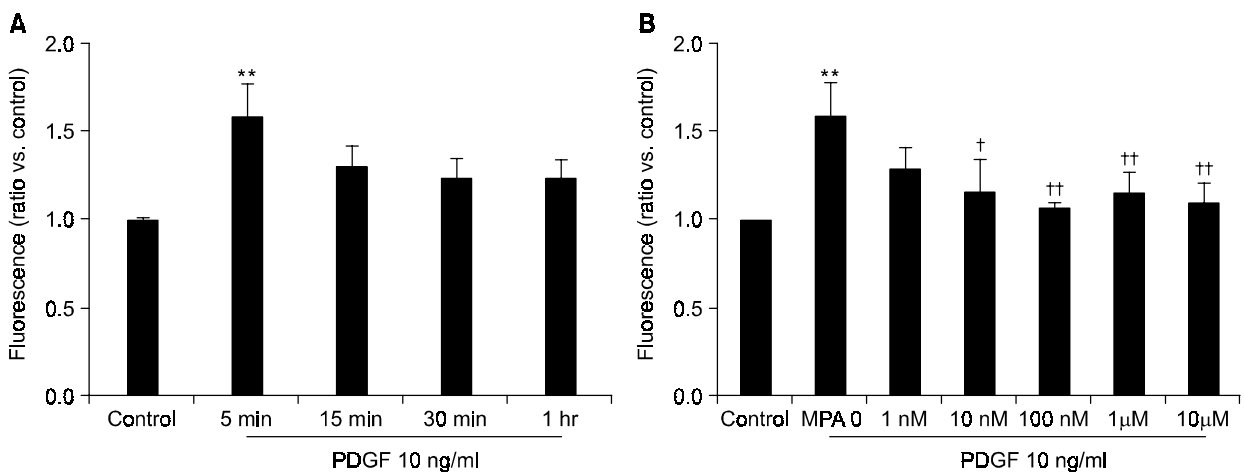 A
Fluorescence (ratio vs. control)
2.0
1.5
1.0
0.5
0.0
**
Control 5 min 15 min 30 min 1 hr
PDGF 10 ng/ml
B
Fluorescence (ratio vs. control)
2.0
1.5
1.0
0.5
0.0
**
†
††
††
††
Control MPA 0 1 nM 10 nM 100 nM 1μM 10μM
PDGF 10 ng/ml